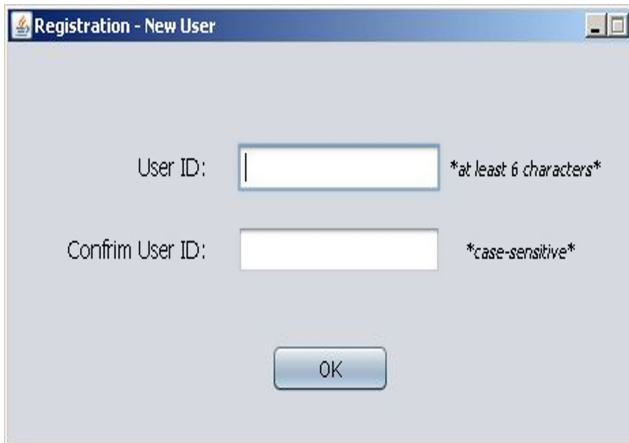 Registration - New User
User ID: *at least 6 characters*
Confrim User ID: *case-sensitive*
OK